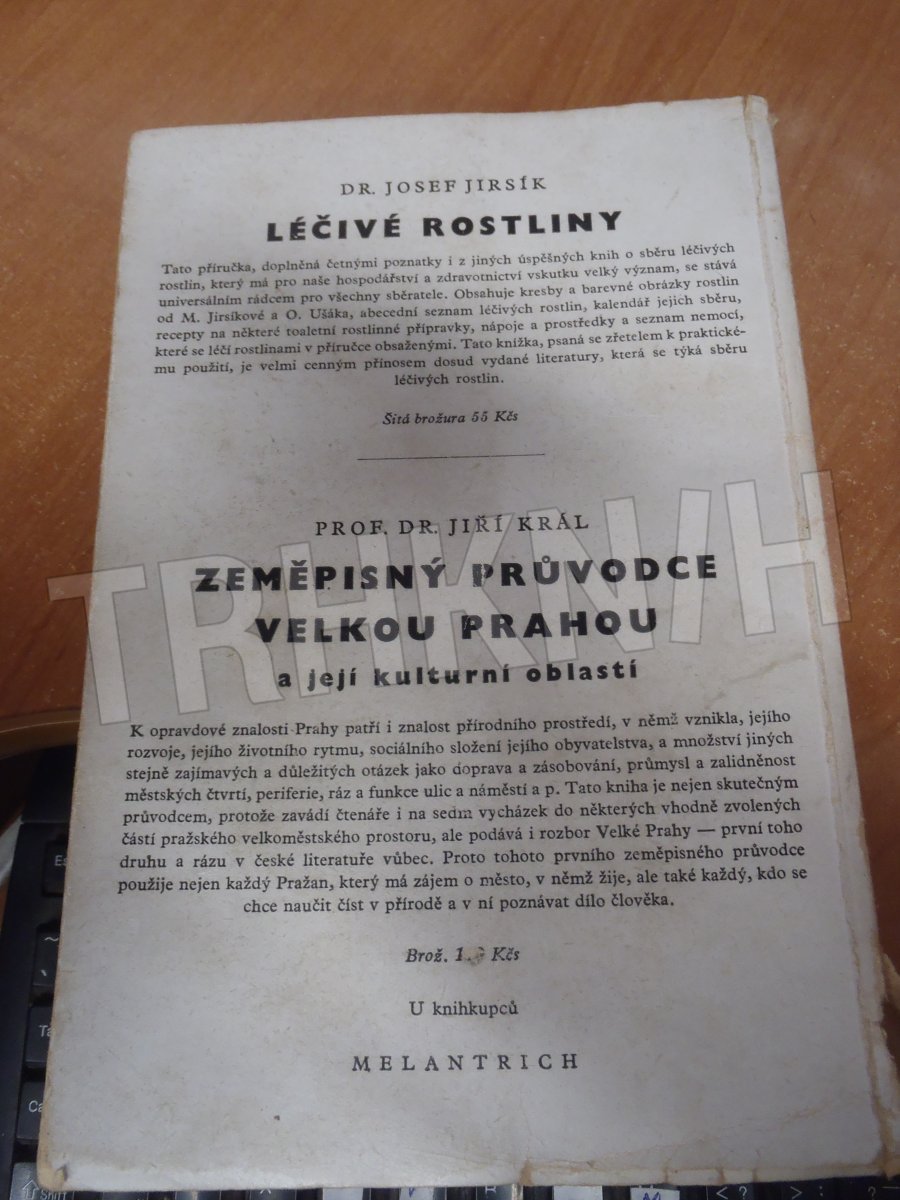 DR. JOSEF JIRSÍK
LÉČIVÉ ROSTLINY
Tato příručka, doplněná četnými poznatky i z jiných úspěšných knih o sběru léčivých
rostlin, který má pro naše hospodářství a zdravotnictví vskutku velký význam, se stává
universálním rádcem pro všechny sběratele. Obsahuje kresby a barevné obrázky rostlin
od M. Jirsíkové a O. Ušáka, abecední seznam léčivých rostlin, kalendář jejich sběru,
recepty na některé toaletní rostlinné přípravky, nápoje a prostředky a seznam nemocí,
které se léčí rostlinami v příručce obsaženými. Tato knížka, psaná se zřetelem k praktické-
mu použití, je velmi cenným přínosem dosud vydané literatury, která se týká sběru
léčivých rostlin.
Šitá brožura 55 Kčs
PROF. DR. JIŘÍ KRÁL
ZEMĚPISNÝ PRŮVODCE
VELKOU PRAHOU
a její kulturní oblastí
TRHKNIH
K opravdové znalosti Prahy patří i znalost přírodního prostředí, v němž vznikla, jejího
rozvoje, jejího životního rytmu, sociálního složení jejího obyvatelstva, a množství jiných
stejně zajímavých a důležitých otázek jako doprava a zásobování, průmysl a zalidněnost
městských čtvrtí, periferie, ráz a funkce ulic a náměstí a p. Tato kniha je nejen skutečným
průvodcem, protože zavádí čtenáře i na sedm vycházek do některých vhodně zvolených
částí pražského velkoměstského prostoru, ale podává i rozbor Velké Prahy — první toho
druhu a rázu v české literatuře vůbec. Proto tohoto prvního zeměpisného průvodce
použije nejen každý Pražan, který má zájem o město, v němž žije, ale také každý, kdo se
chce naučit číst v přírodě a v ní poznávat dílo člověka.
Brož. Kčs
U knihkupců
MELANTRICH